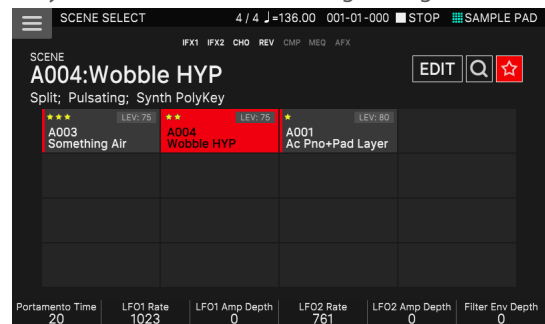 SCENE SELECT 4 / 4 ♩=136.00 001-01-000 STOP SAMPLE PAD
IFX1 IFX2 CHO REV CMP MEQ AFX
SCENE
A004:Wobble HYP
EDIT
Split; Pulsating; Synth PolyKey
★★★ LEV: 75
A003
Something Air
★★ LEV: 75
A004
Wobble HYP
★ LEV: 80
A001
Ac Pno+Pad Layer
Portamento Time LFO1 Rate LFO1 Amp Depth LFO2 Rate LFO2 Amp Depth Filter Env Depth
20 1023 0 761 0 0